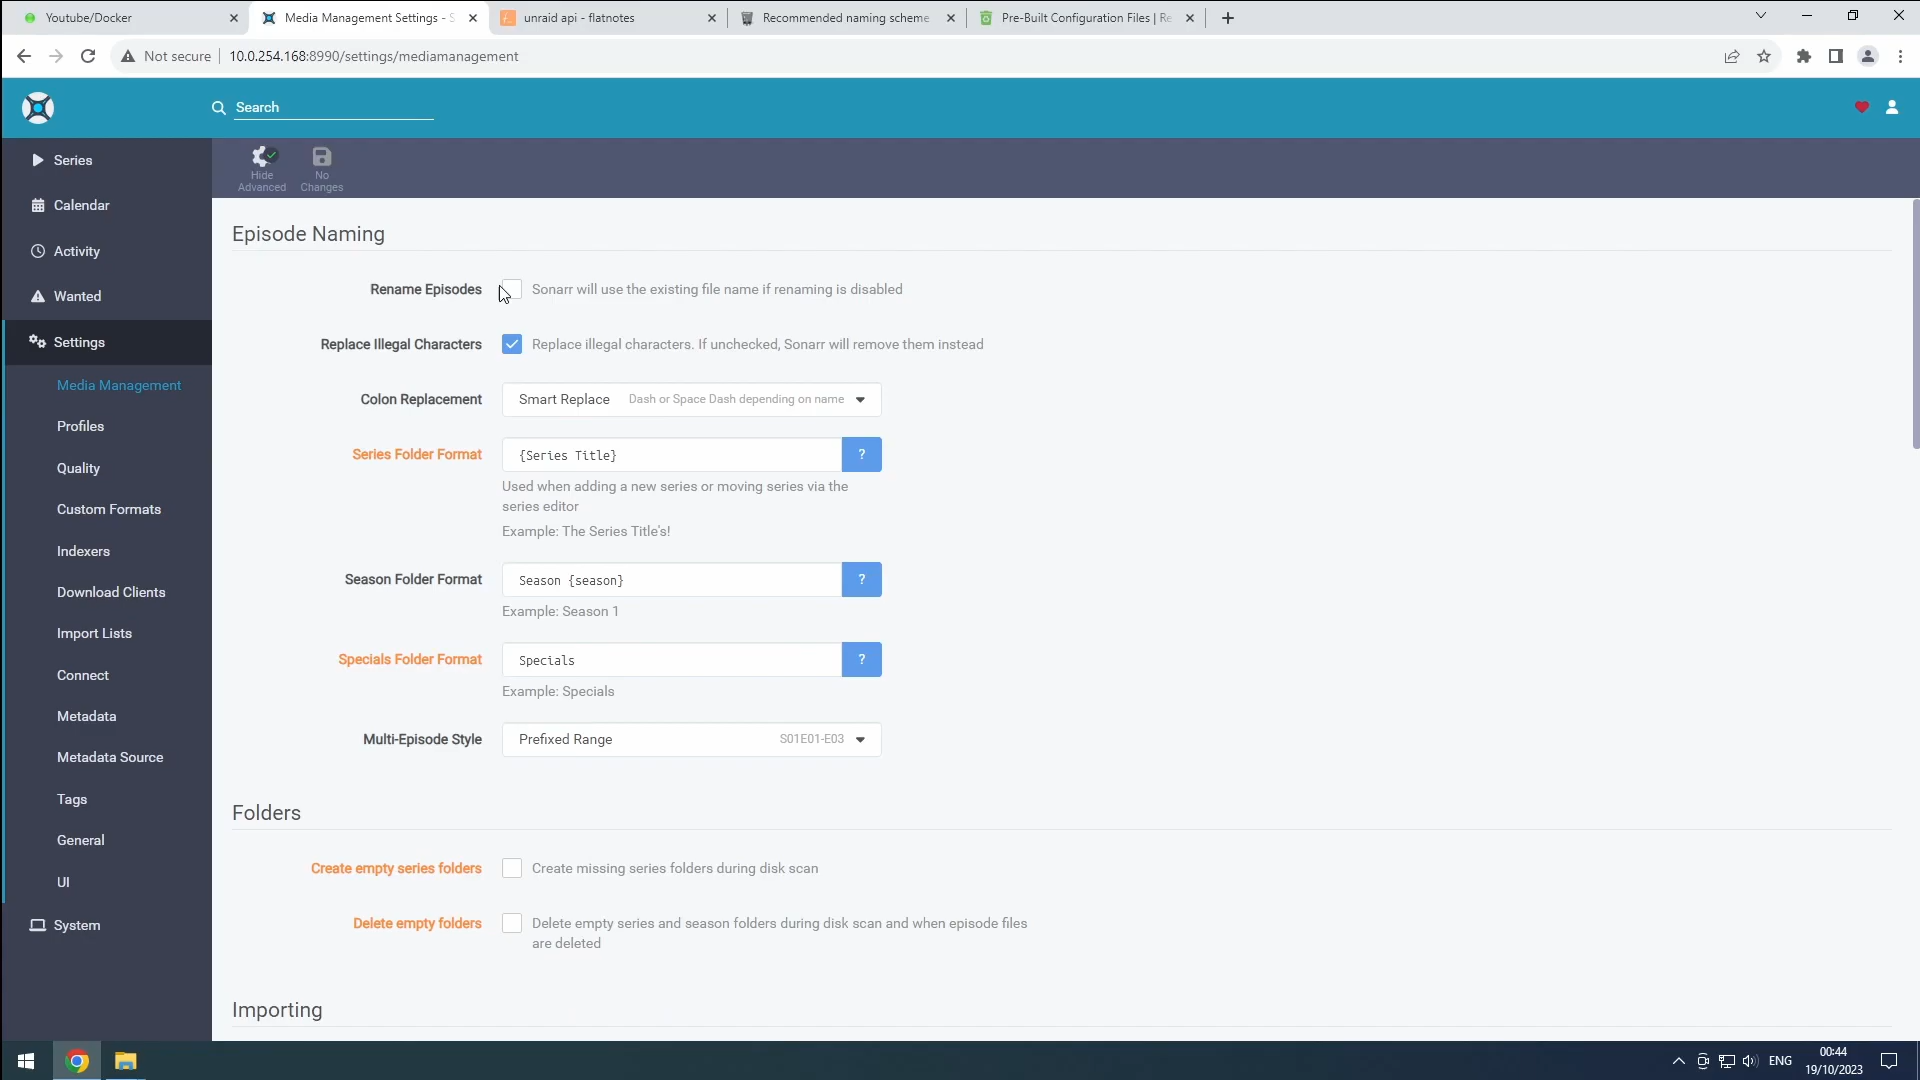 Youtube/Docker
Media Management Settings - S
unraid api - flatnotes
Recommended naming scheme
Pre-Built Configuration Files | Re
Not secure
10.0.254.168:8990/settings/mediamanagement
Search
Series
Calendar
Activity
Wanted
Settings
Media Management
Profiles
Quality
Custom Formats
Indexers
Download Clients
Import Lists
Connect
Metadata
Metadata Source
Tags
General
UI
System
Hide
Advanced
No
Changes
Episode Naming
Rename Episodes
Sonarr will use the existing file name if renaming is disabled
Replace Illegal Characters
Replace illegal characters. If unchecked, Sonarr will remove them instead
Colon Replacement
Smart Replace
Dash or Space Dash depending on name
Series Folder Format
{Series Title}
?
Used when adding a new series or moving series via the
series editor
Example: The Series Title's!
Season Folder Format
Season {season}
?
Example: Season 1
Specials Folder Format
Specials
?
Example: Specials
Multi-Episode Style
Prefixed Range
S01E01-E03
Folders
Create empty series folders
Create missing series folders during disk scan
Delete empty folders
Delete empty series and season folders during disk scan and when episode files
are deleted
Importing
ENG
00:44
19/10/2023